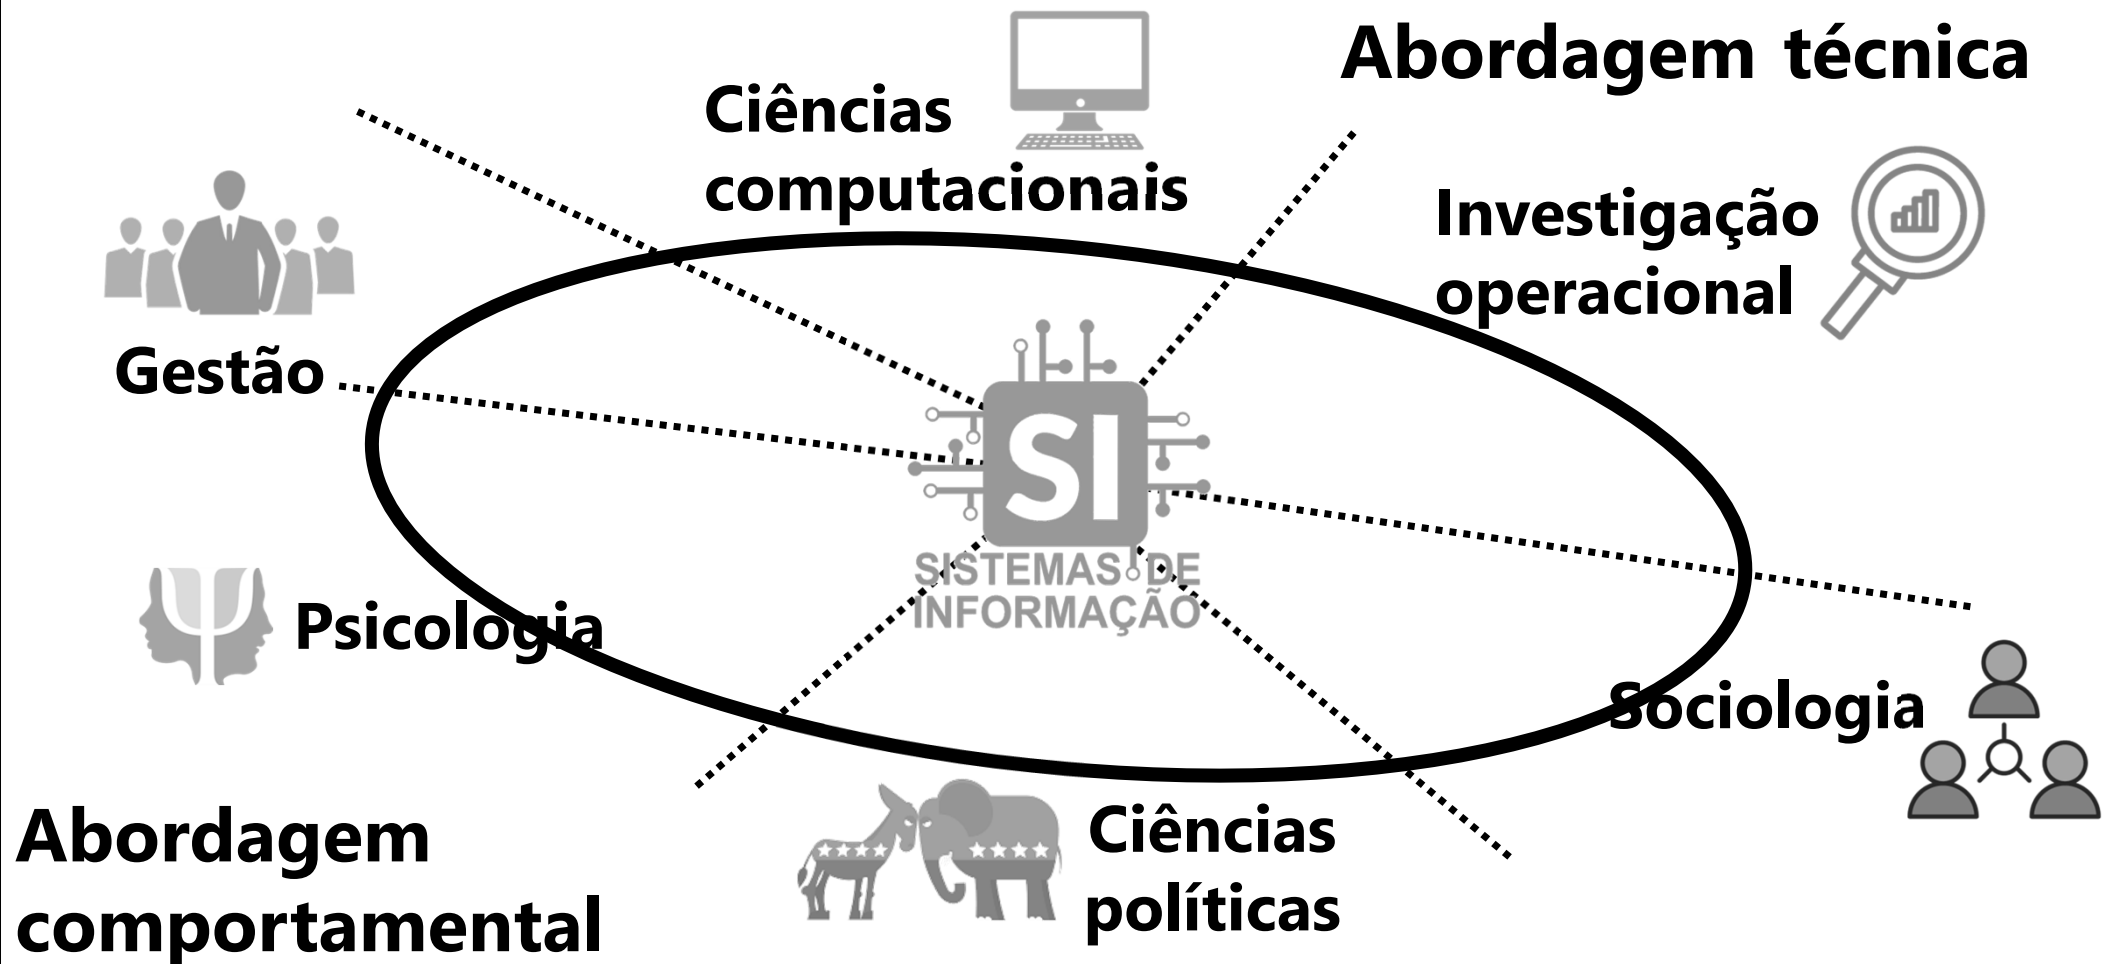 Abordagem técnica
Ciências
computacionais
Investigação
operacional
Gestão
SI
SISTEMAS DE
INFORMAÇÃO
Psicologia
Sociologia
Abordagem
comportamental
Ciências
políticas